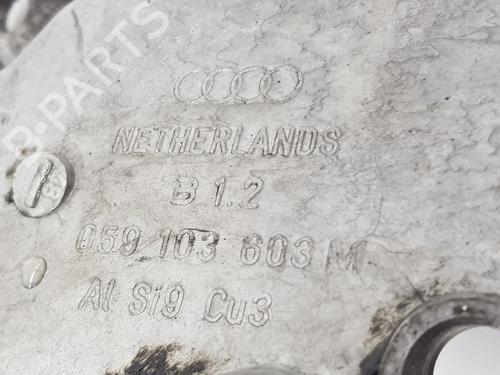 NETHERLANDS
B 1.2
059 103 603 M
Al Si9 Cu3
B-PARTS